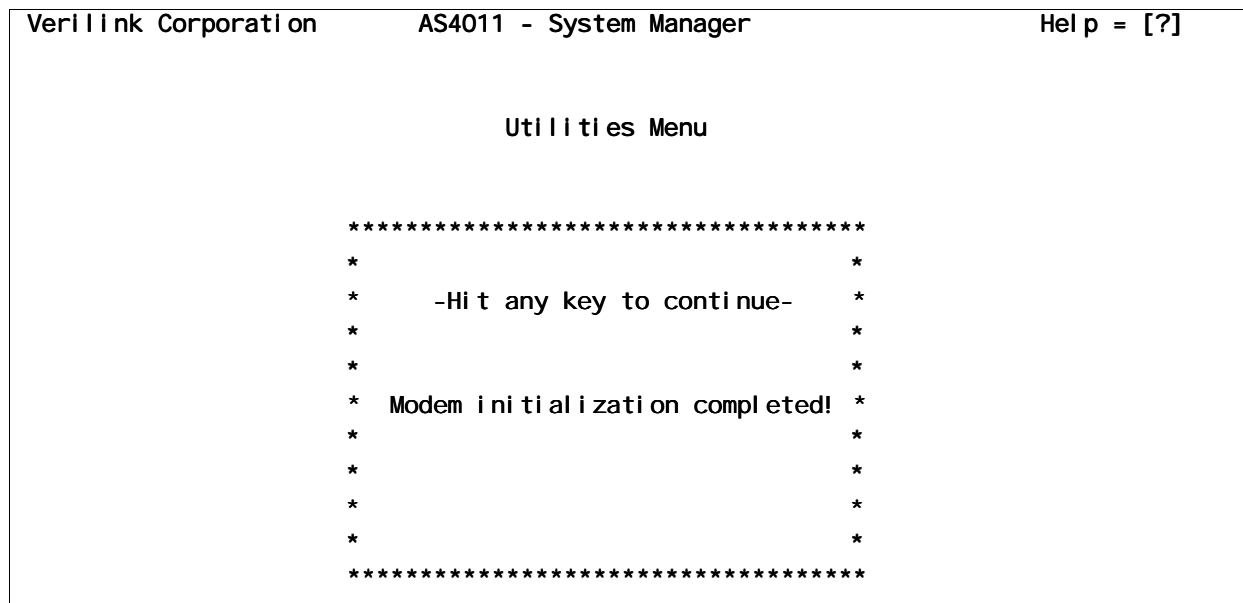 Verilink Corporation AS4011 - System Manager Help = [?]
Utilities Menu
************************************
* *
* -Hit any key to continue- *
* *
* *
* Modem initialization completed! *
* *
* *
* *
* *
************************************